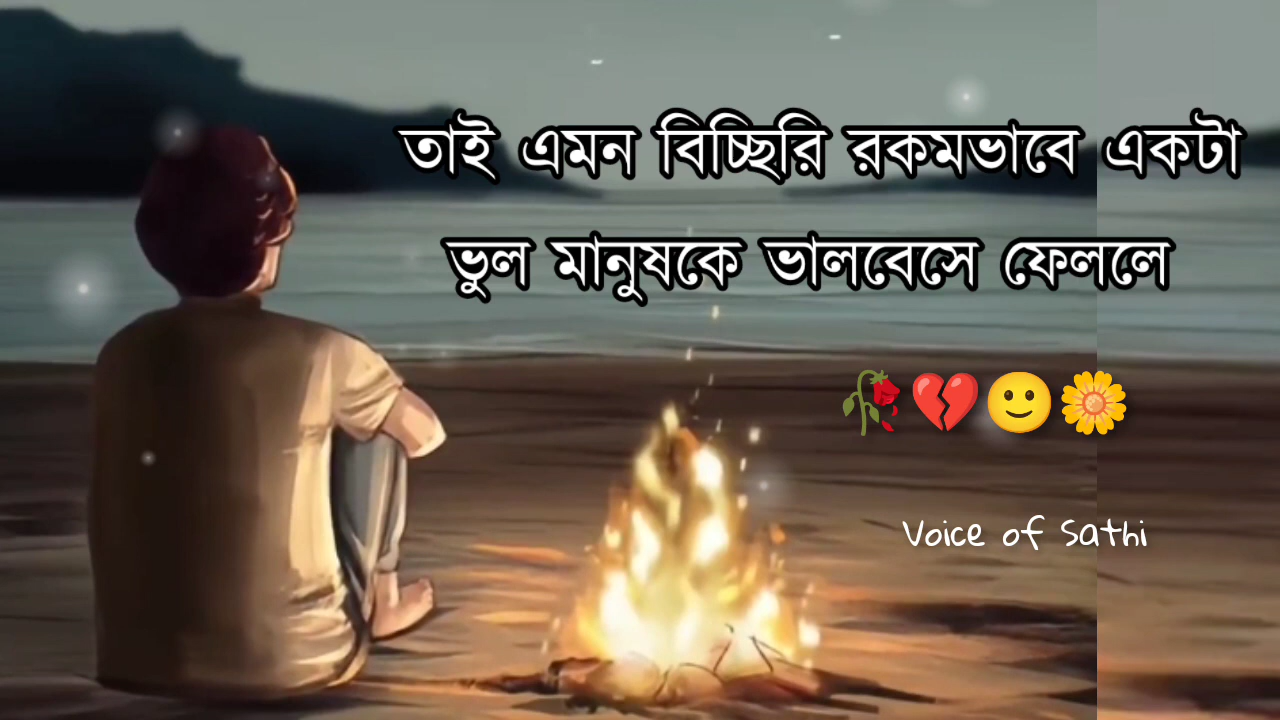 তাই এমন বিচ্ছিরি রকমভাবে একটা
ভুল মানুষকে ভালবেসে ফেললে
🥀💔🙂🌼
Voice of Sathi